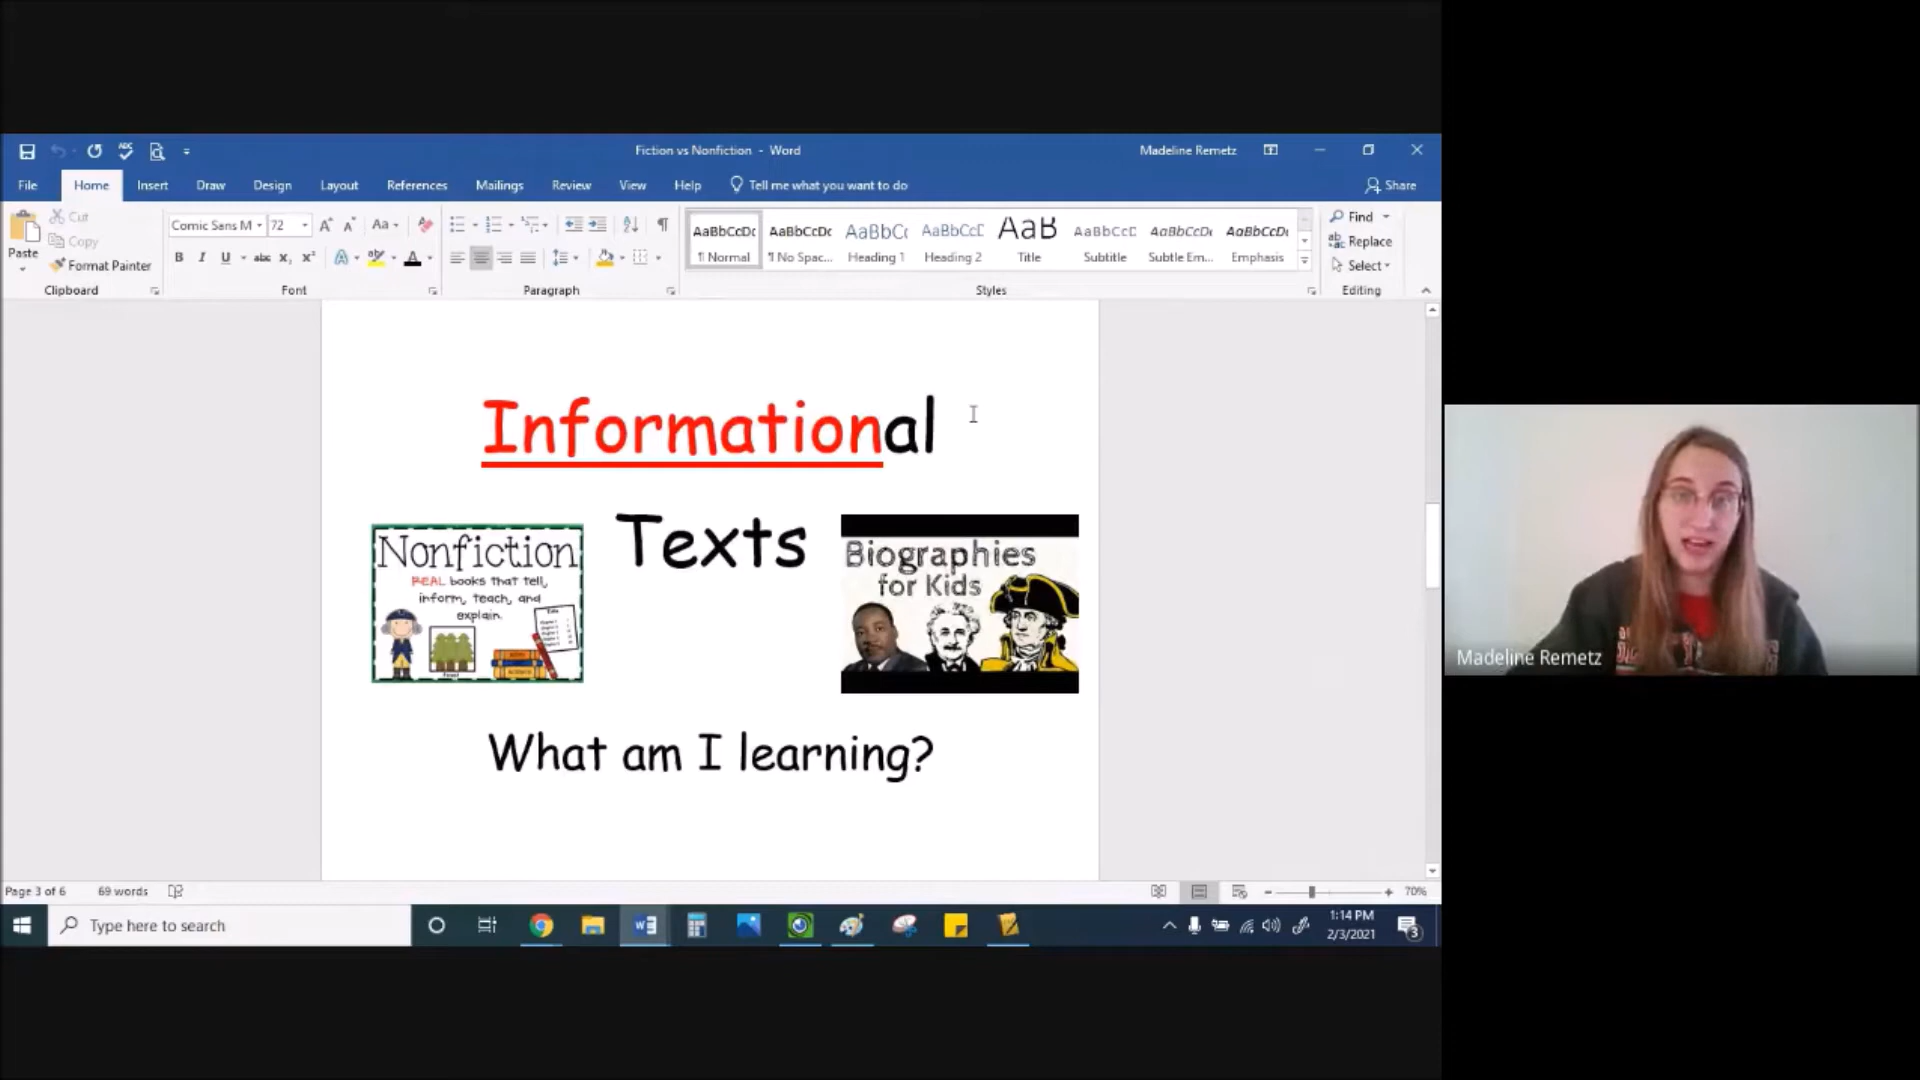 Fiction vs Nonfiction - Word
Madeline Remetz
File Home Insert Draw Design Layout References Mailings Review View Help Tell me what you want to do Share
Paste
Cut
Copy
Format Painter
Clipboard
Comic Sans M 72
Font
Paragraph
AaBbCcDc AaBbCcDc AaBbCc AaBbCcC AaB AaBbCcC AaBbCcDc AaBbCcDc
¶ Normal ¶ No Spac... Heading 1 Heading 2 Title Subtitle Subtle Em... Emphasis
Styles
Find
Replace
Select
Editing
Informational
Texts
Nonfiction
REAL books that tell,
inform, teach, and
explain.
Biographies
for Kids
What am I learning?
Madeline Remetz
Page 3 of 6 69 words
70%
Type here to search
1:14 PM
2/3/2021
3